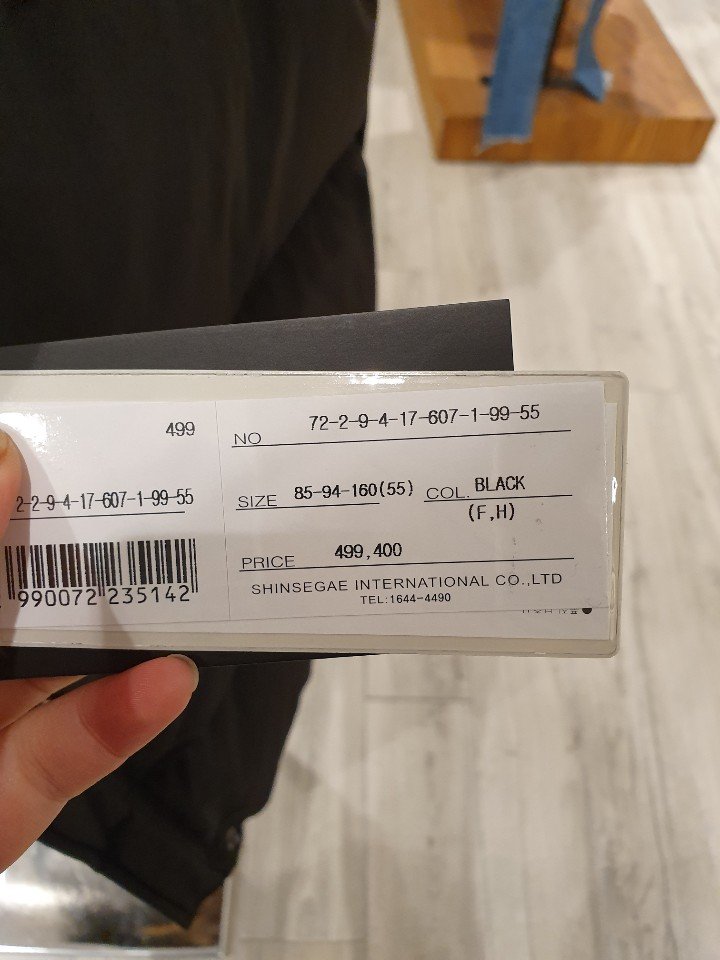 499
2-2-9-4-17-607-1-99-55
990072 235142
NO 72-2-9-4-17-607-1-99-55
SIZE 85-94-160(55) COL. BLACK
(F,H)
PRICE 499,400
SHINSEGAE INTERNATIONAL CO.,LTD
TEL:1644-4490